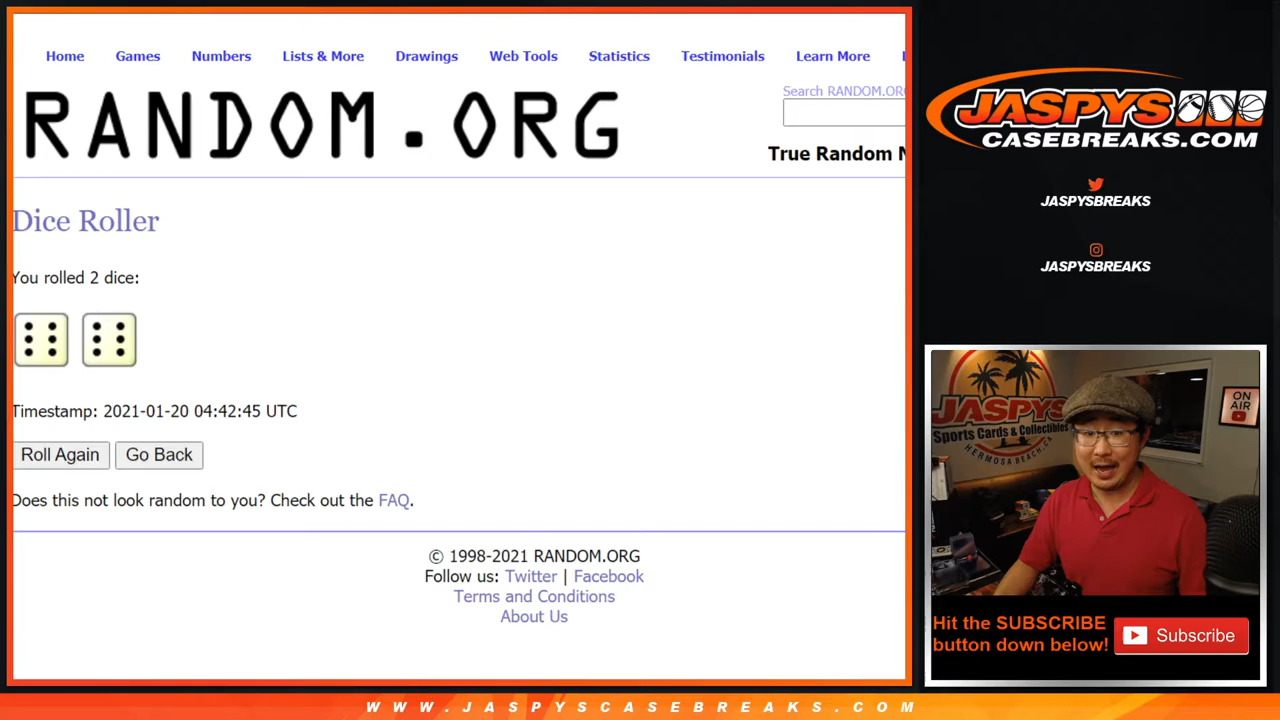 Home Games Numbers Lists & More Drawings Web Tools Statistics Testimonials Learn More
RANDOM.ORG
Search RANDOM.ORG
True Random N
Dice Roller
You rolled 2 dice:
Timestamp: 2021-01-20 04:42:45 UTC
Roll Again Go Back
Does this not look random to you? Check out the FAQ.
© 1998-2021 RANDOM.ORG
Follow us: Twitter | Facebook
Terms and Conditions
About Us
JASPYS
CASEBREAKS.COM
JASPYSBREAKS
JASPYSBREAKS
JASPYS
Sports Cards & Collectibles
HERMOSA BEACH, CA
ON
AIR
Hit the SUBSCRIBE
button down below!
Subscribe
WWW.JASPYSCASEBREAKS.COM